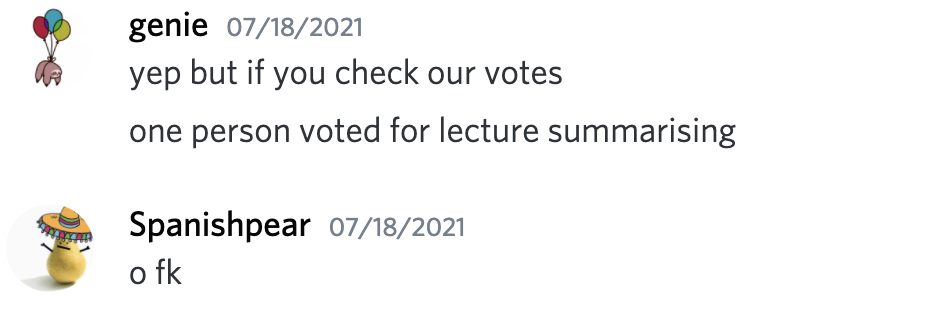 genie 07/18/2021
yep but if you check our votes
one person voted for lecture summarising
Spanishpear 07/18/2021
o fk